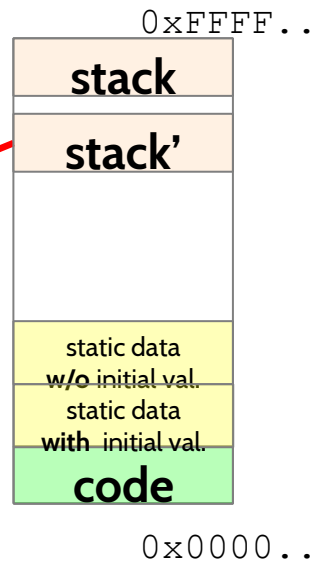 0xFFFF..
stack
stack’
static data
w/o initial val.
static data
with initial val.
code
0x0000..